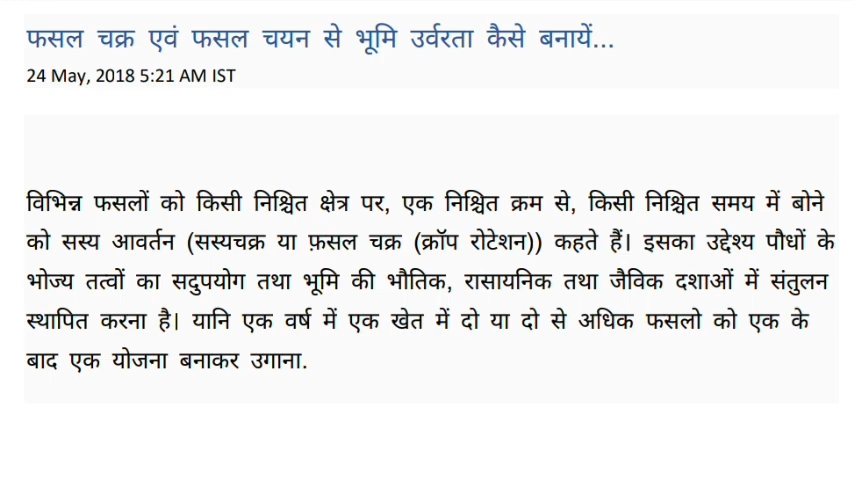 फसल चक्र एवं फसल चयन से भूमि उर्वरता कैसे बनायें...
24 May, 2018 5:21 AM IST
विभिन्न फसलों को किसी निश्चित क्षेत्र पर, एक निश्चित क्रम से, किसी निश्चित समय में बोने
को सस्य आवर्तन (सस्यचक्र या फ़सल चक्र (क्रॉप रोटेशन)) कहते हैं। इसका उद्देश्य पौधों के
भोज्य तत्वों का सदुपयोग तथा भूमि की भौतिक, रासायनिक तथा जैविक दशाओं में संतुलन
स्थापित करना है। यानि एक वर्ष में एक खेत में दो या दो से अधिक फसलो को एक के
बाद एक योजना बनाकर उगाना.